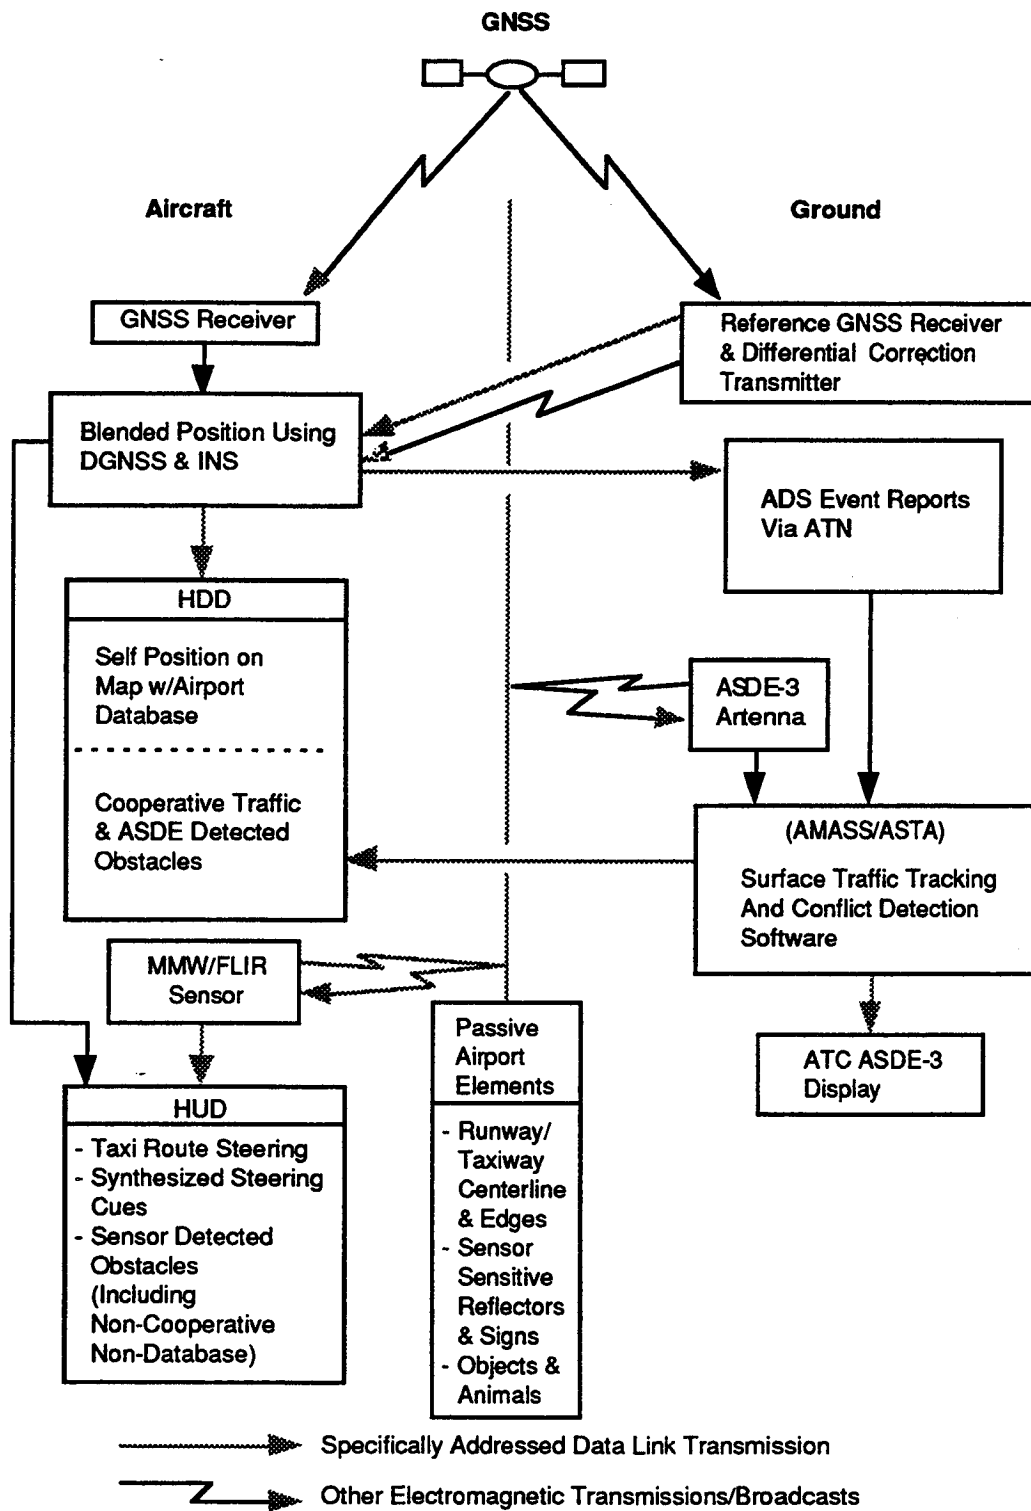 GNSS
Aircraft
Ground
GNSS Receiver
Reference GNSS Receiver
& Differential Correction
Transmitter
Blended Position Using
DGNSS & INS
ADS Event Reports
Via ATN
HDD
Self Position on
Map w/Airport
Database
Cooperative Traffic
& ASDE Detected
Obstacles
ASDE-3
Artenna
(AMASS/ASTA)
Surface Traffic Tracking
And Conflict Detection
Software
MMW/FLIR
Sensor
Passive
Airport
Elements
- Runway/
Taxiway
Centerline
& Edges
- Sensor
Sensitive
Reflectors
& Signs
- Objects &
Animals
ATC ASDE-3
Display
HUD
- Taxi Route Steering
- Synthesized Steering
Cues
- Sensor Detected
Obstacles
(Including
Non-Cooperative
Non-Database)
Specifically Addressed Data Link Transmission
Other Electromagnetic Transmissions/Broadcasts